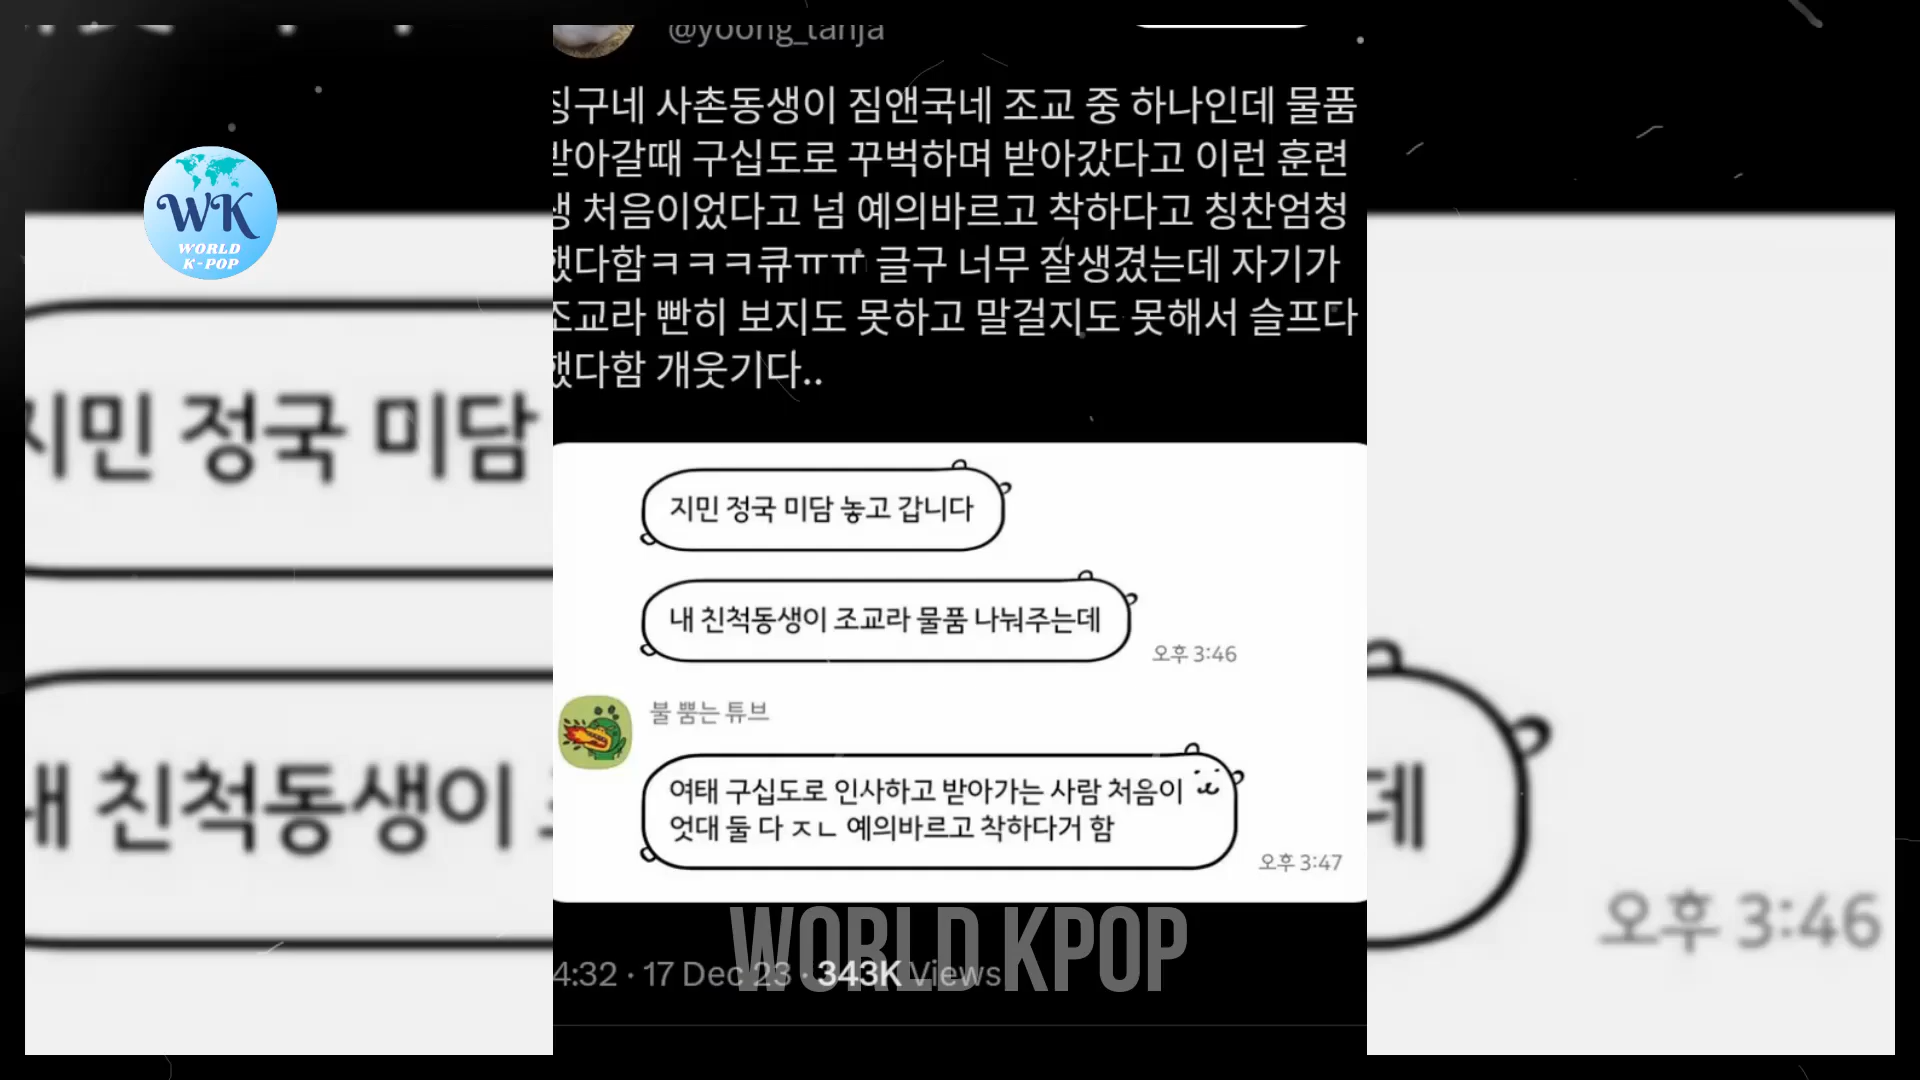 @yoong_tanja
칭구네 사촌동생이 짐앤국네 조교 중 하나인데 물품
받아갈때 구십도로 꾸벅하며 받아갔다고 이런 훈련
생 처음이었다고 넘 예의바르고 착하다고 칭찬엄청
했다함ㅋㅋㅋ큐ㅠㅠ 글구 너무 잘생겼는데 자기가
조교라 빤히 보지도 못하고 말걸지도 못해서 슬프다
했다함 개웃기다..
WK
WORLD
K-POP
지민 정국 미담
내 친척동생이
지민 정국 미담 놓고 갑니다
내 친척동생이 조교라 물품 나눠주는데
오후 3:46
불 뿜는 튜브
여태 구십도로 인사하고 받아가는 사람 처음이
엇대 둘 다 ㅈㄴ 예의바르고 착하다거 함
오후 3:47
데
오후 3:46
WORLD KPOP
4:32 · 17 Dec 23 · 343K Views